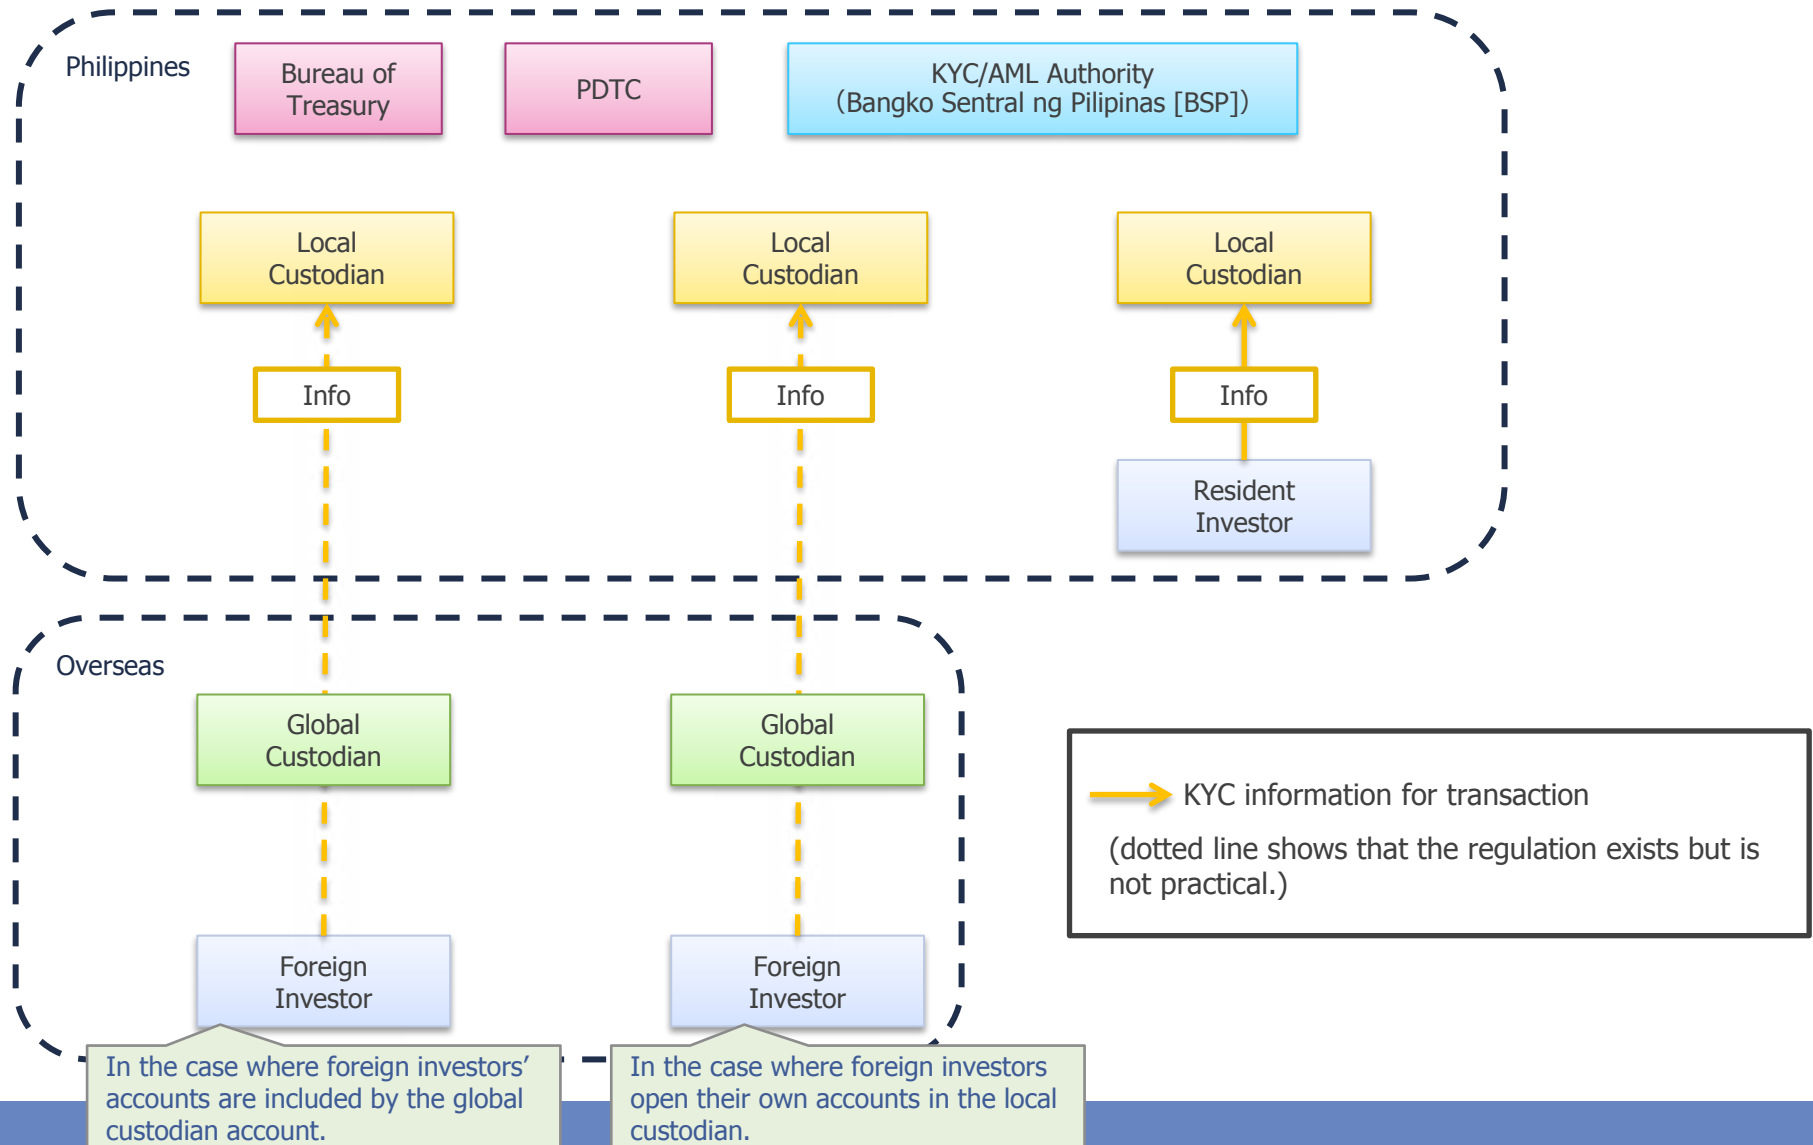 Philippines
Bureau of
Treasury
PDTC
KYC/AML Authority
（Bangko Sentral ng Pilipinas [BSP]）
Local
Custodian
Local
Custodian
Local
Custodian
Info
Info
Info
Resident
Investor
Overseas
Global
Custodian
Global
Custodian
KYC information for transaction
(dotted line shows that the regulation exists but is
not practical.)
Foreign
Investor
Foreign
Investor
In the case where foreign investors’
accounts are included by the global
custodian account.
In the case where foreign investors
open their own accounts in the local
custodian.